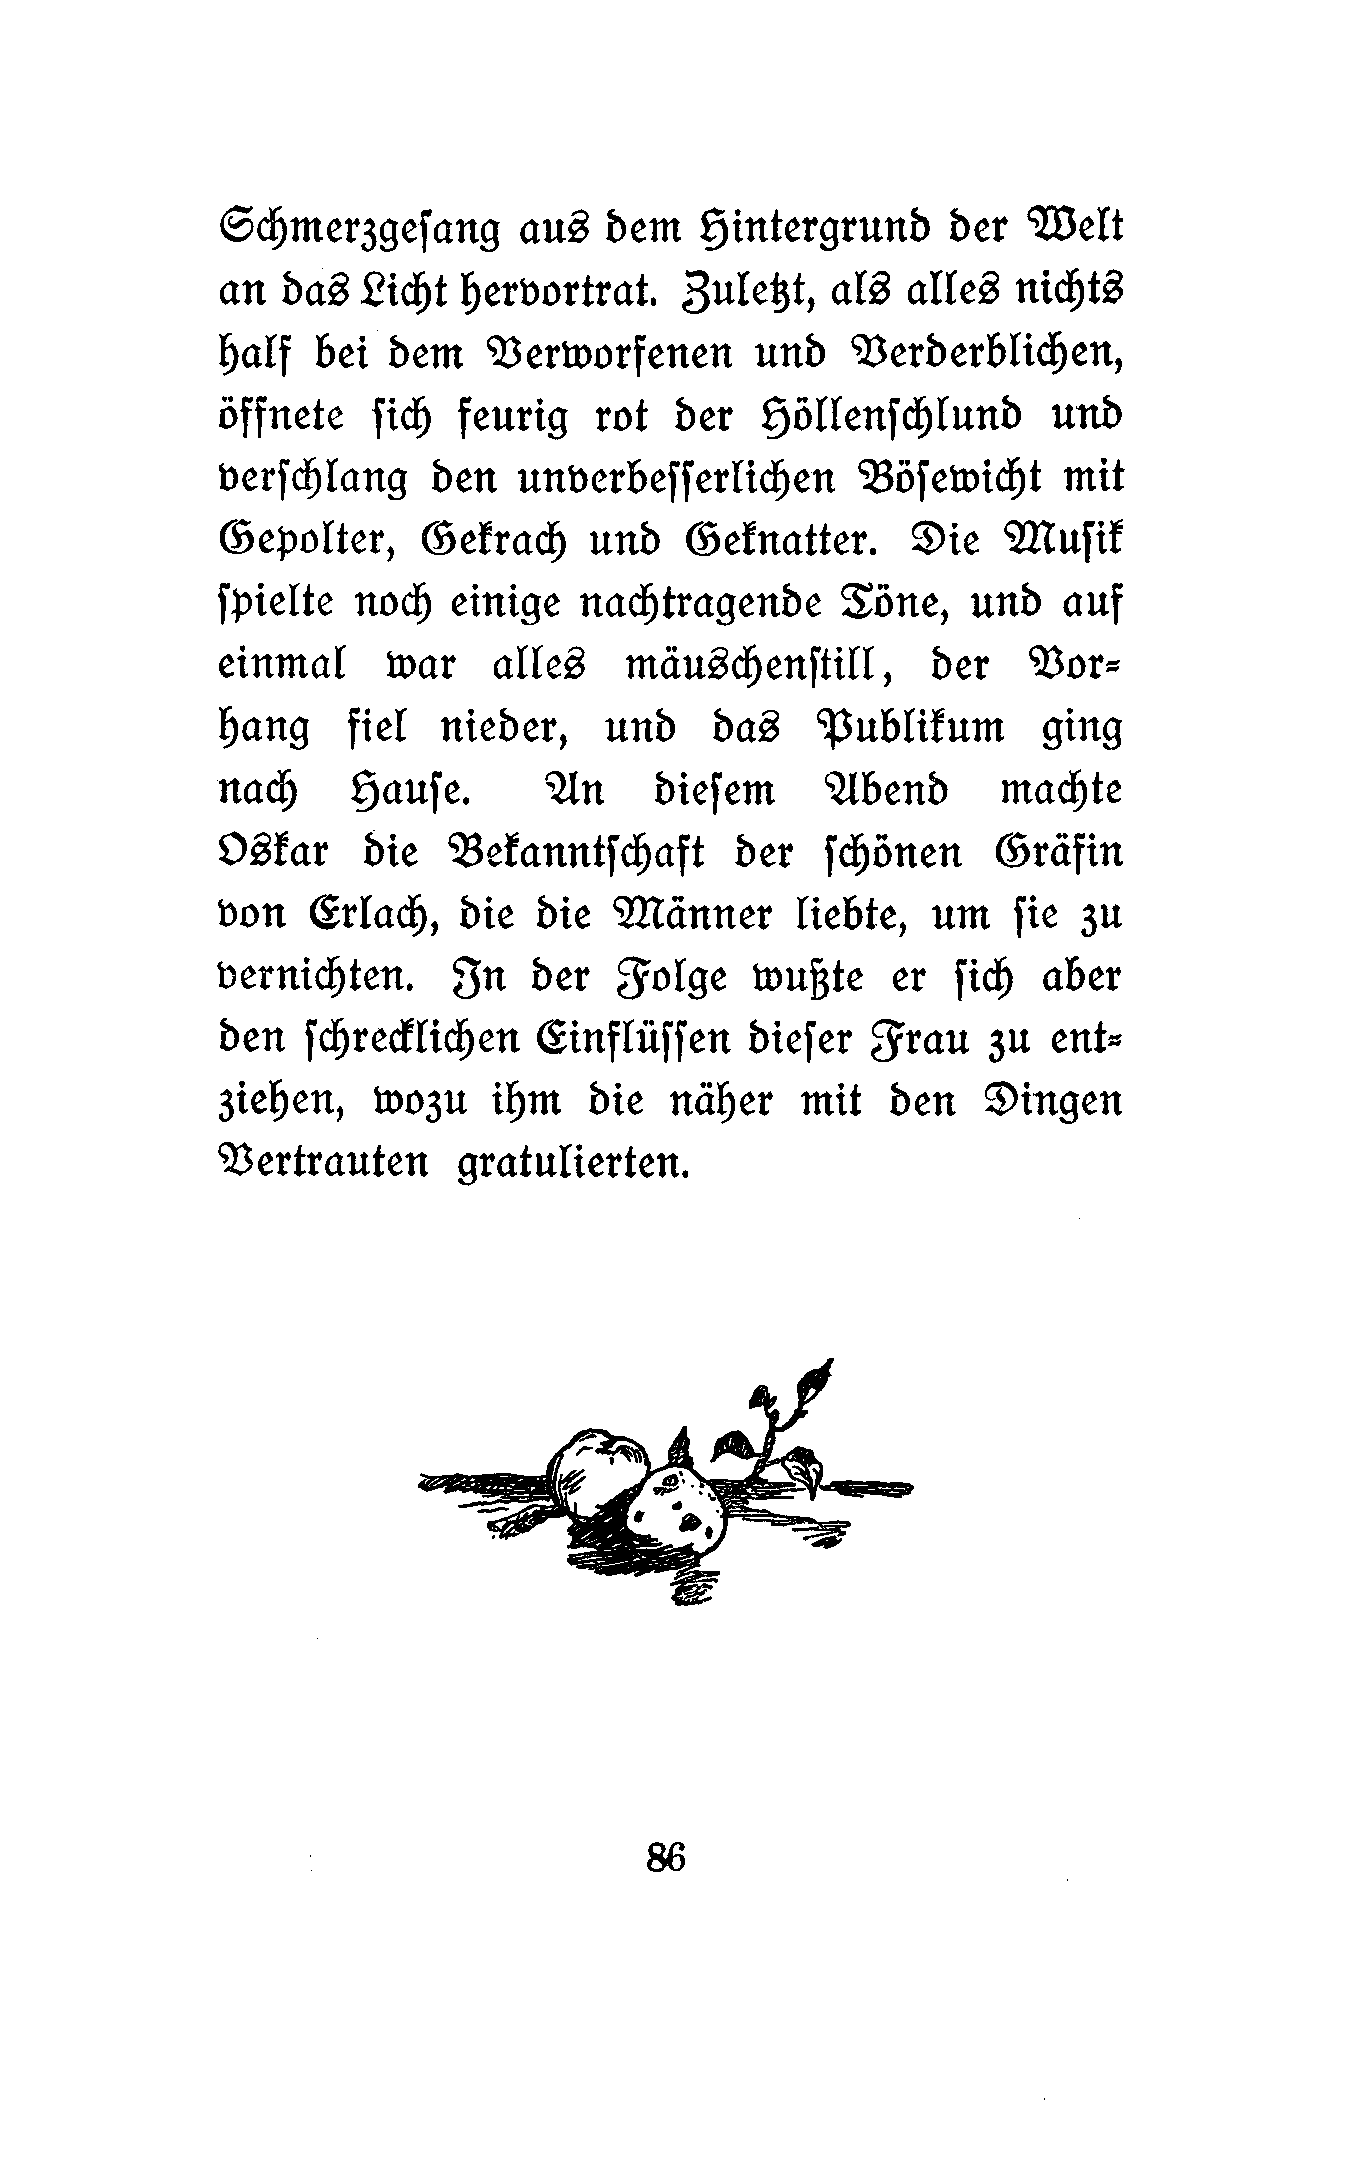 Schmerzgesang aus dem Hintergrund der Welt
an das Licht hervortrat. Zuletzt, als alles nichts
half bei dem Verworfenen und Verderblichen,
öffnete sich feurig rot der Höllenschlund und
verschlang den unverbesserlichen Bösewicht mit
Gepolter, Gekrach und Geknatter. Die Musik
spielte noch einige nachtragende Töne, und auf
einmal war alles mäuschenstill, der Vor-
hang fiel nieder, und das Publikum ging
nach Hause. An diesem Abend machte
Oskar die Bekanntschaft der schönen Gräfin
von Erlach, die die Männer liebte, um sie zu
vernichten. In der Folge wußte er sich aber
den schrecklichen Einflüssen dieser Frau zu ent-
ziehen, wozu ihm die näher mit den Dingen
Vertrauten gratulierten.
86